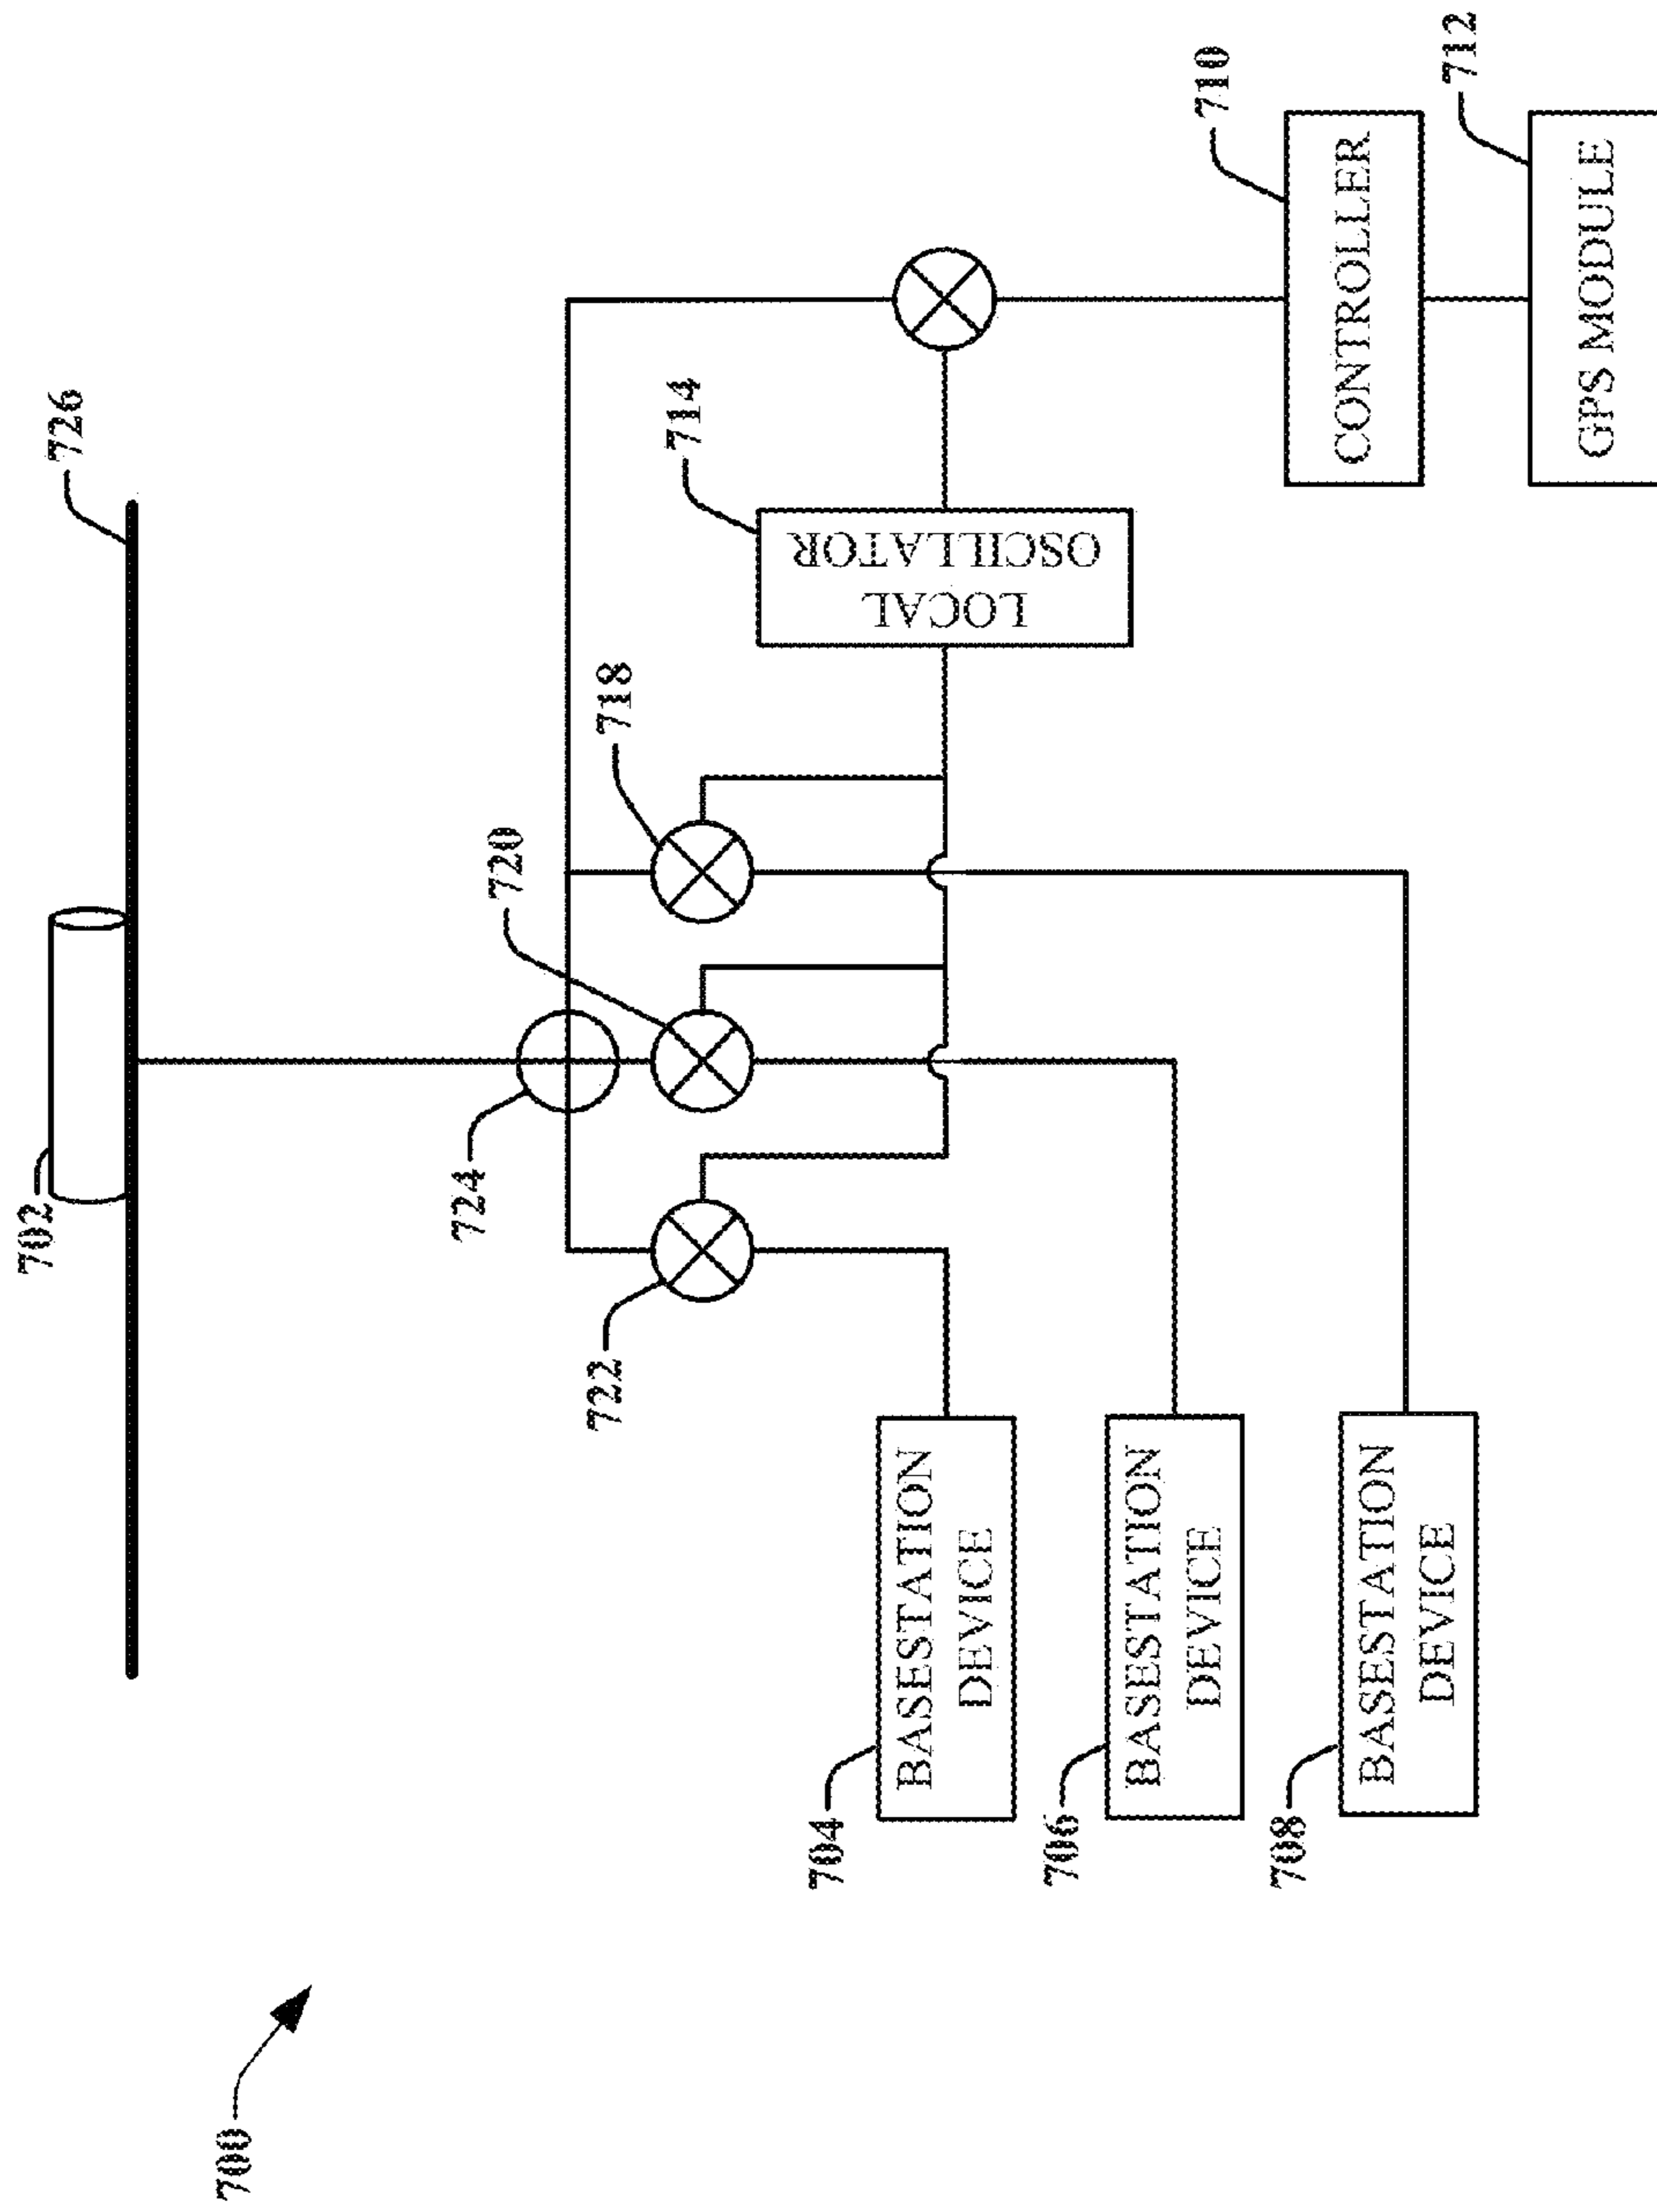 700
702
726
724
720
718
714
710
712
722
LOCAL
OSCILLATOR
CONTROLLER
GPS MODULE
704
BASESTATION
DEVICE
706
BASESTATION
DEVICE
708
BASESTATION
DEVICE